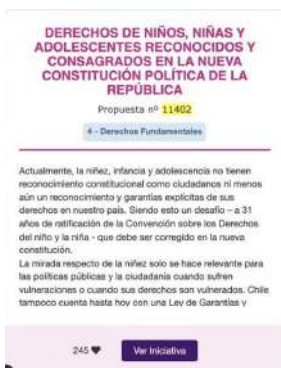 DERECHOS DE NIÑOS, NIÑAS Y
ADOLESCENTES RECONOCIDOS Y
CONSAGRADOS EN LA NUEVA
CONSTITUCIÓN POLÍTICA DE LA
REPÚBLICA
Propuesta nº 11402
4 - Derechos Fundamentales
Actualmente, la niñez, infancia y adolescencia no tienen
reconocimiento constitucional como ciudadanos ni menos
aún un reconocimiento y garantías explícitas de sus
derechos en nuestro país. Siendo esto un desafío – a 31
años de ratificación de la Convención sobre los Derechos
del niño y la niña - que debe ser corregido en la nueva
constitución.
La mirada respecto de la niñez solo se hace relevante para
las políticas públicas y la ciudadanía cuando sufren
vulneraciones o cuando sus derechos son vulnerados. Chile
tampoco cuenta hasta hoy con una Ley de Garantías y
245
Ver Iniciativa